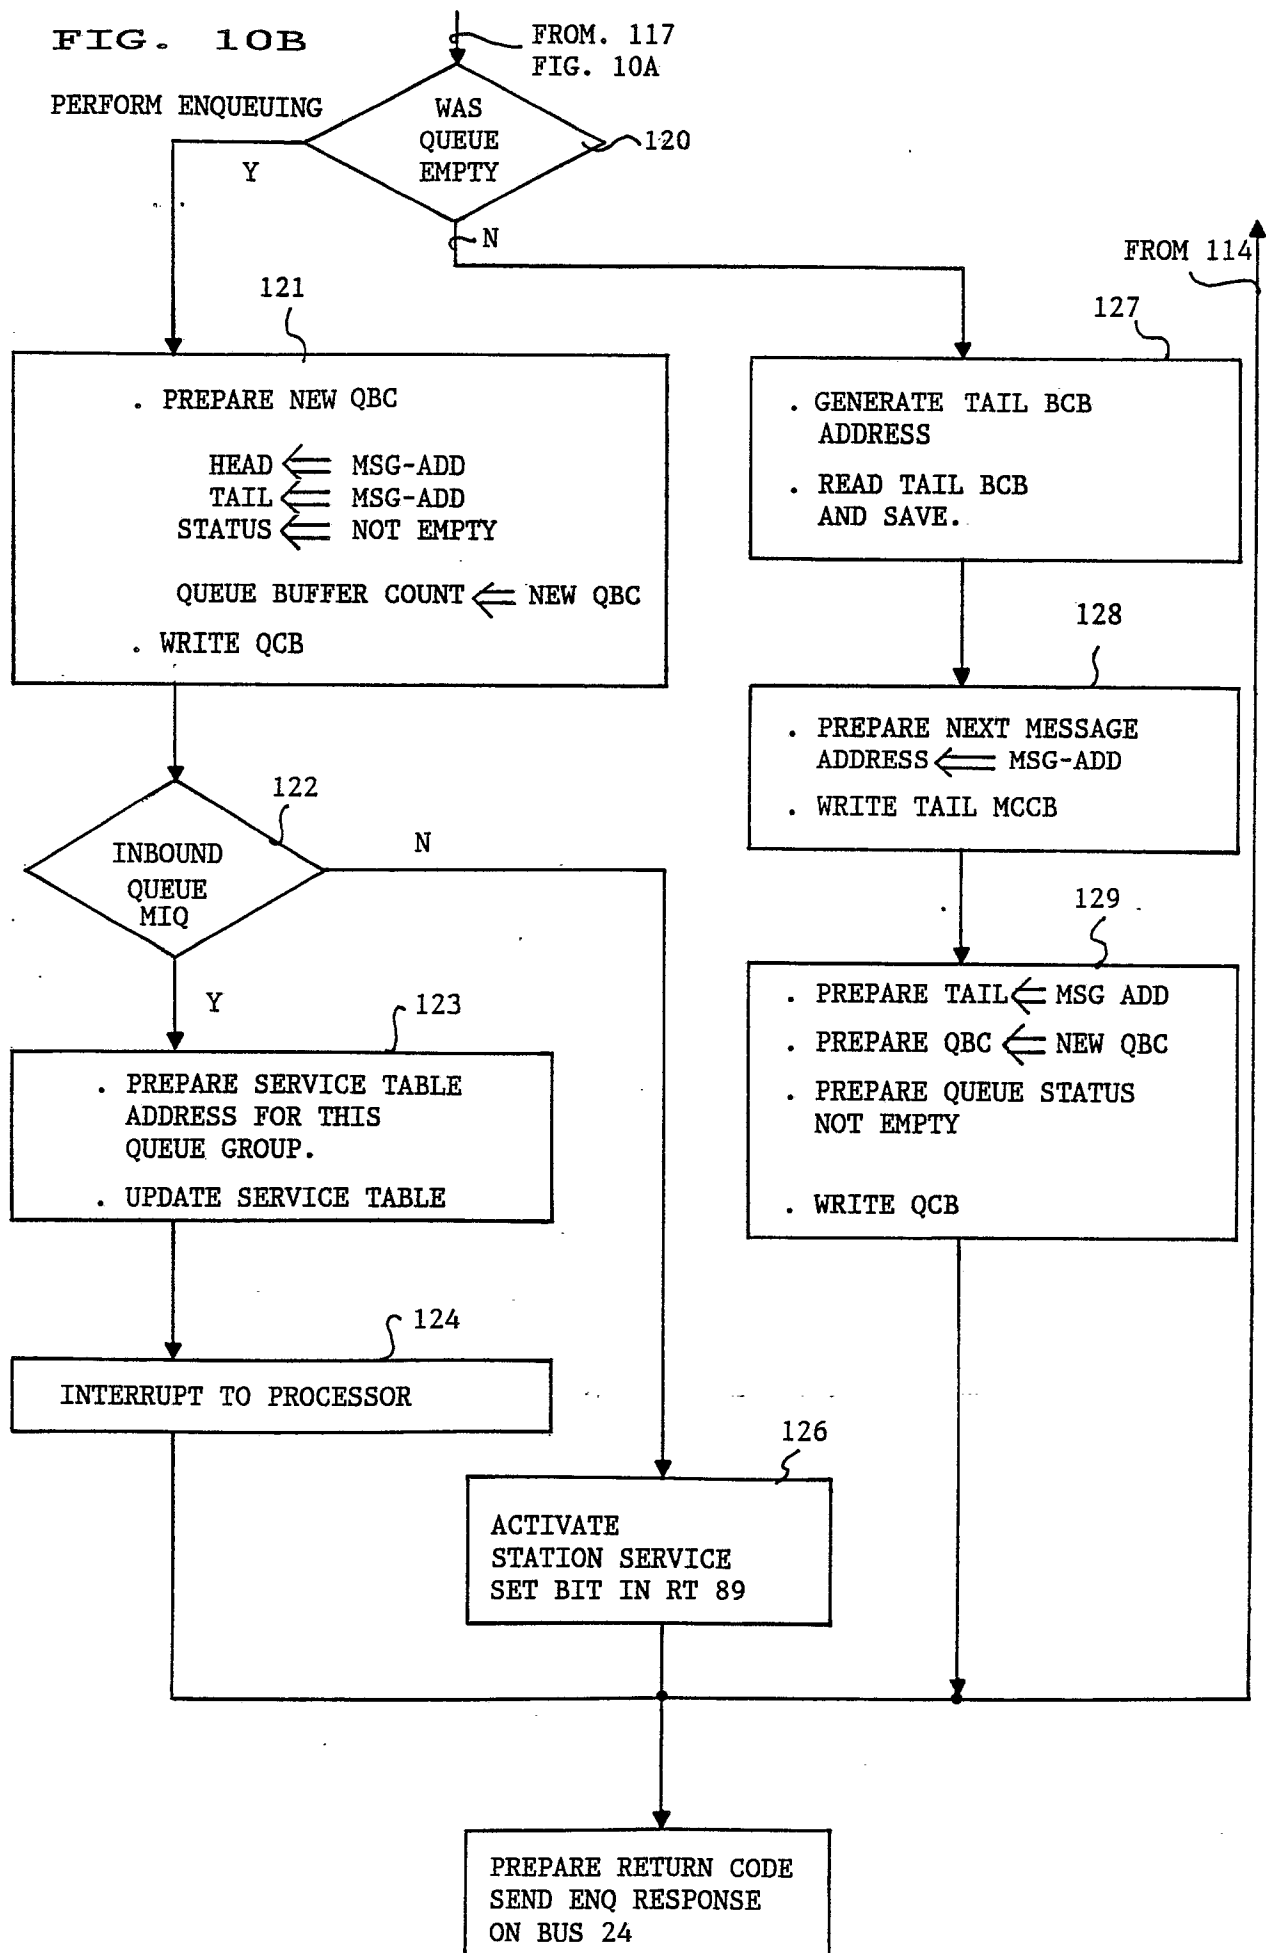 FIG. 10B
FROM. 117
FIG. 10A
PERFORM ENQUEUING
WAS
QUEUE
EMPTY
120
Y
N
FROM 114
121
. PREPARE NEW QBC
HEAD ⇐ MSG-ADD
TAIL ⇐ MSG-ADD
STATUS ⇐ NOT EMPTY
QUEUE BUFFER COUNT ⇐ NEW QBC
. WRITE QCB
127
. GENERATE TAIL BCB
ADDRESS
. READ TAIL BCB
AND SAVE.
128
. PREPARE NEXT MESSAGE
ADDRESS ⇐ MSG-ADD
. WRITE TAIL MCCB
122
INBOUND
QUEUE
MIQ
N
Y
129
. PREPARE TAIL ⇐ MSG ADD
. PREPARE QBC ⇐ NEW QBC
. PREPARE QUEUE STATUS
NOT EMPTY
. WRITE QCB
123
. PREPARE SERVICE TABLE
ADDRESS FOR THIS
QUEUE GROUP.
. UPDATE SERVICE TABLE
124
INTERRUPT TO PROCESSOR
126
ACTIVATE
STATION SERVICE
SET BIT IN RT 89
PREPARE RETURN CODE
SEND ENQ RESPONSE
ON BUS 24